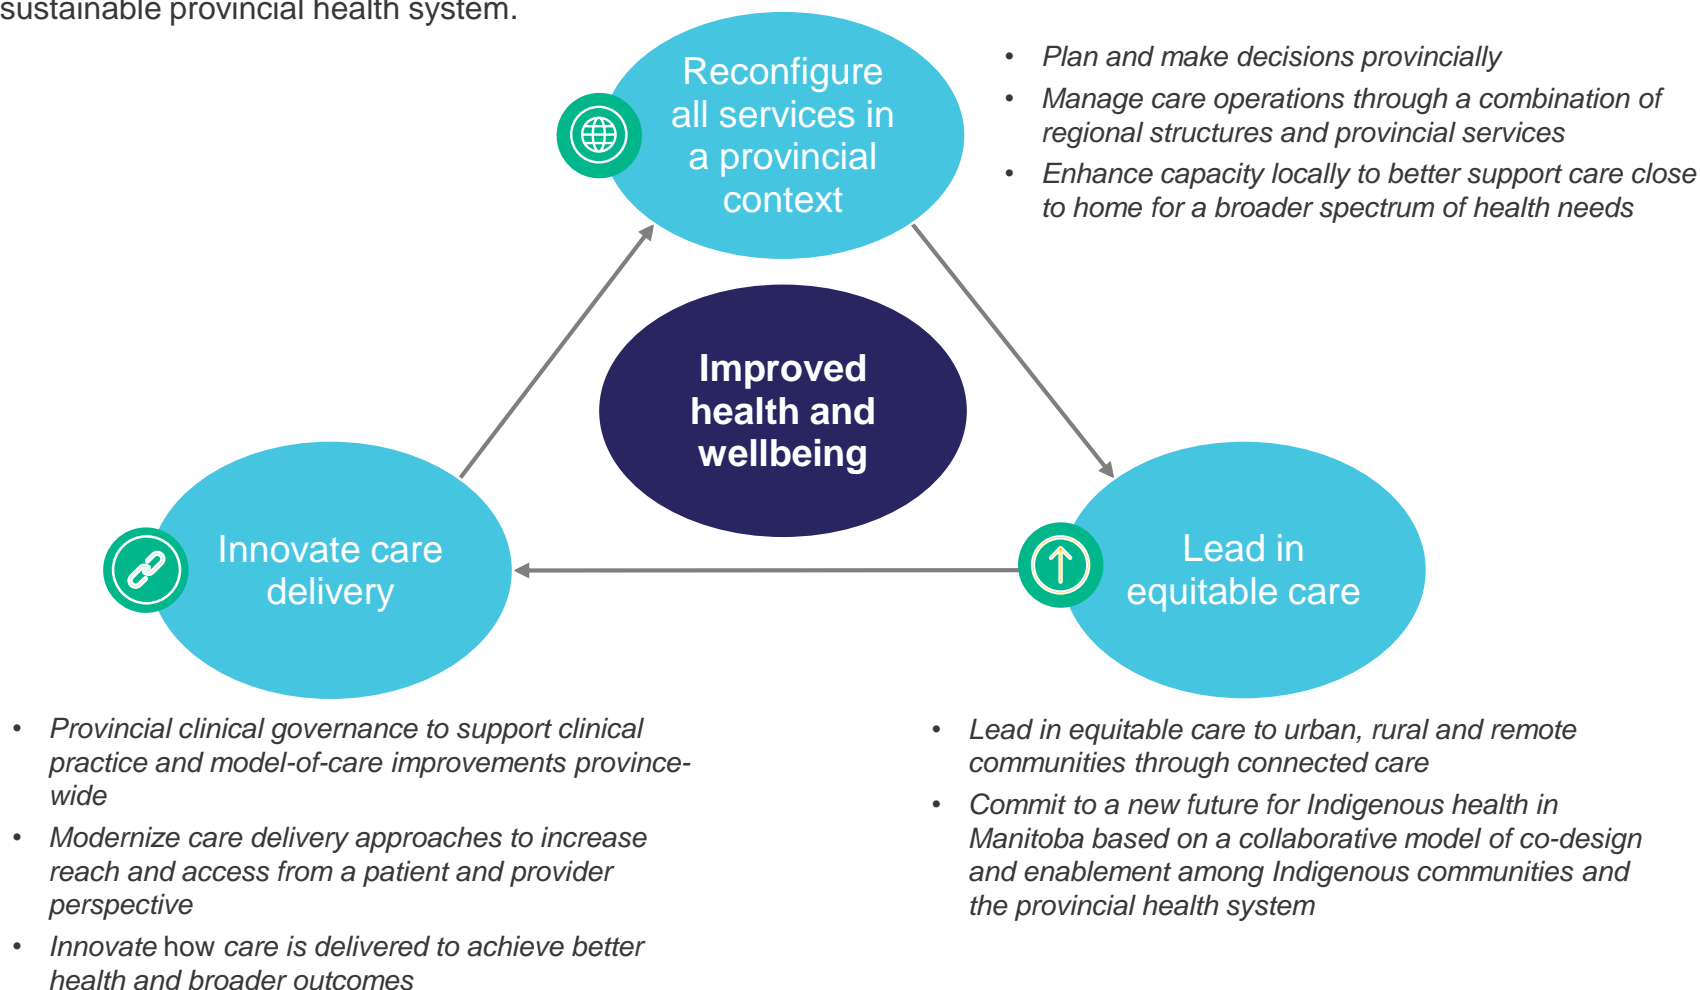 sustainable provincial health system.
Reconfigure
all services in
a provincial
context
• Plan and make decisions provincially
• Manage care operations through a combination of
regional structures and provincial services
• Enhance capacity locally to better support care close
to home for a broader spectrum of health needs
Improved
health and
wellbeing
Innovate care
delivery
Lead in
equitable care
• Provincial clinical governance to support clinical
practice and model-of-care improvements province-
wide
• Modernize care delivery approaches to increase
reach and access from a patient and provider
perspective
• Innovate how care is delivered to achieve better
health and broader outcomes
• Lead in equitable care to urban, rural and remote
communities through connected care
• Commit to a new future for Indigenous health in
Manitoba based on a collaborative model of co-design
and enablement among Indigenous communities and
the provincial health system